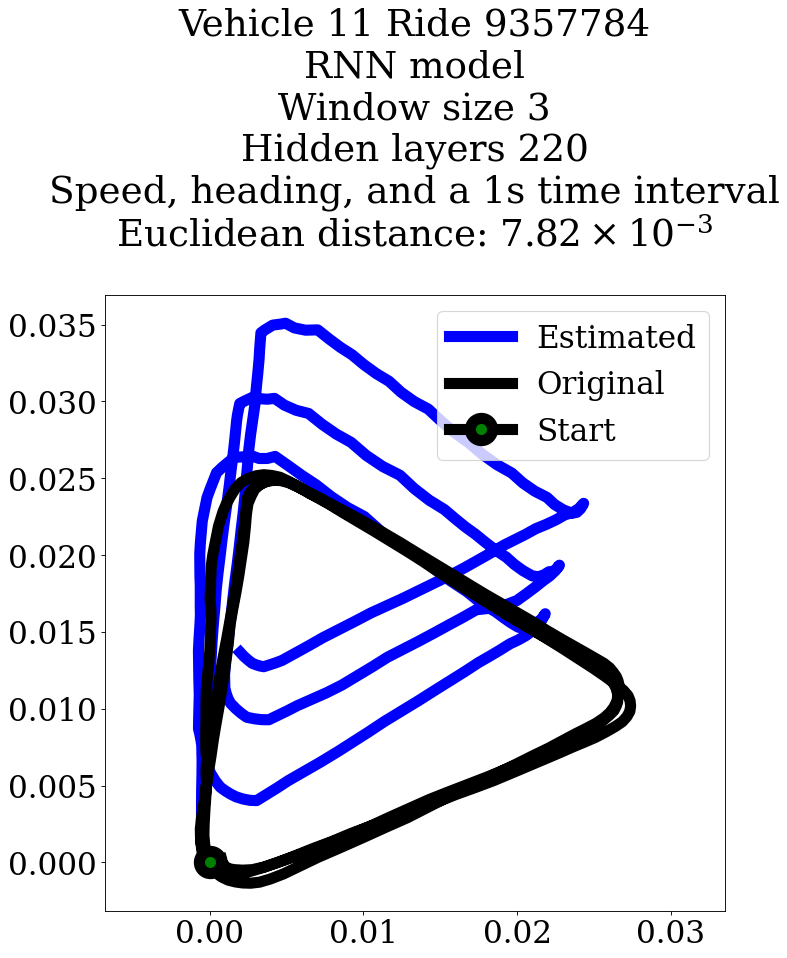 Vehicle 11 Ride 9357784
RNN model
Window size 3
Hidden layers 220
Speed, heading, and a 1s time interval
Euclidean distance: 7.82 × 10⁻³
Estimated
Original
Start
0.035
0.030
0.025
0.020
0.015
0.010
0.005
0.000
0.00 0.01 0.02 0.03